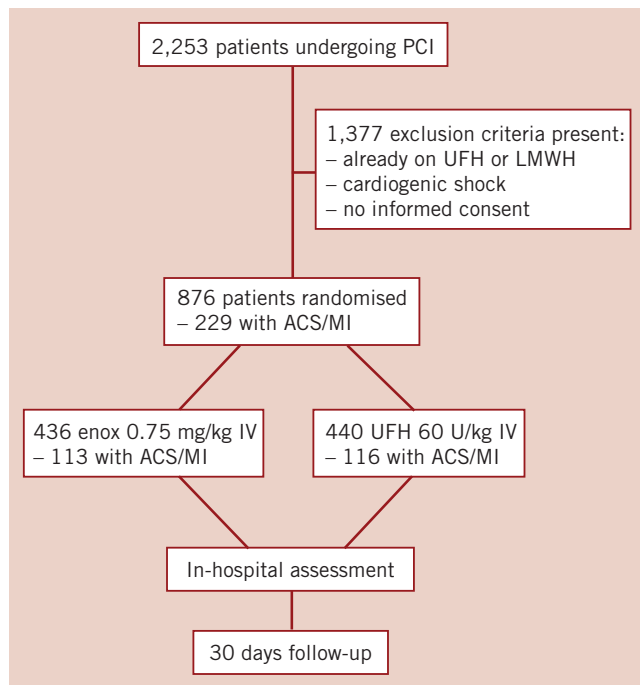 2,253 patients undergoing PCI
1,377 exclusion criteria present:
– already on UFH or LMWH
– cardiogenic shock
– no informed consent
876 patients randomised
– 229 with ACS/MI
436 enox 0.75 mg/kg IV
– 113 with ACS/MI
440 UFH 60 U/kg IV
– 116 with ACS/MI
In-hospital assessment
30 days follow-up